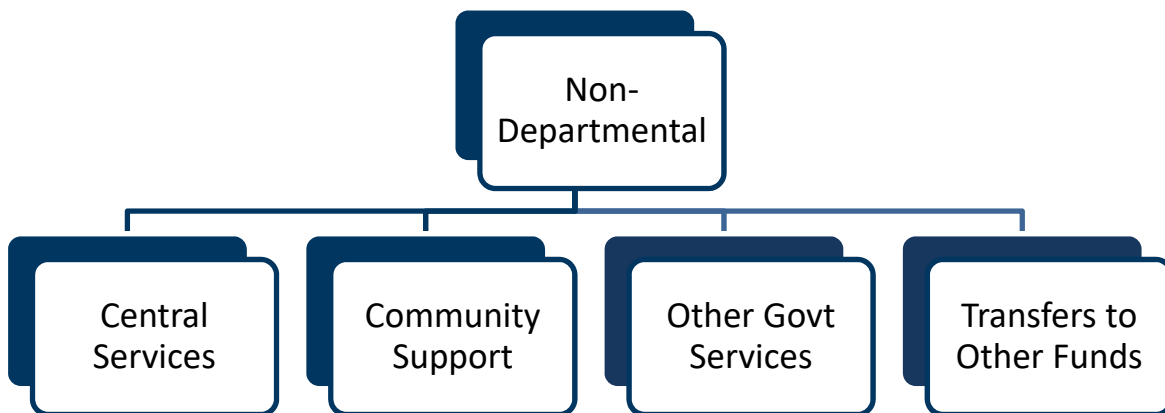 Non-
Departmental
Central
Services
Community
Support
Other Govt
Services
Transfers to
Other Funds